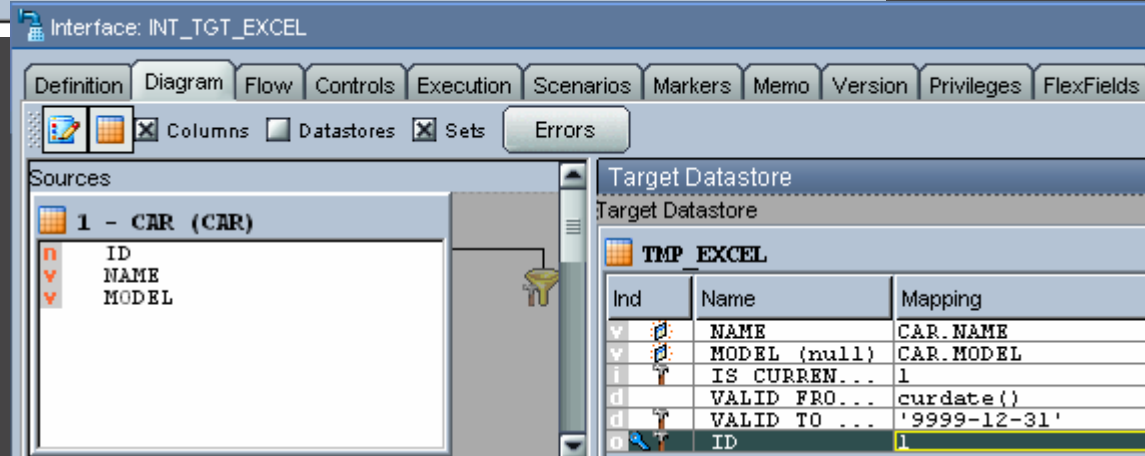 Interface: INT_TGT_EXCEL
Definition Diagram Flow Controls Execution Scenarios Markers Memo Version Privileges FlexFields
Columns Datastores Sets Errors
Sources
1 - CAR (CAR)
n ID
v NAME
v MODEL
Target Datastore
Target Datastore
TMP_EXCEL
Ind Name Mapping
v NAME CAR.NAME
v MODEL (null) CAR.MODEL
i IS CURREN... 1
d VALID FRO... curdate()
d VALID TO ... '9999-12-31'
o ID 1